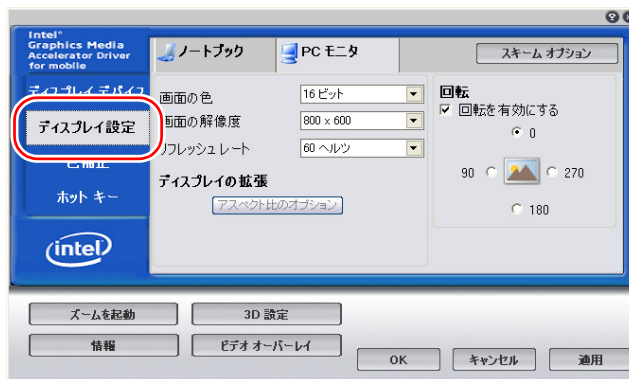 Intel®
Graphics Media
Accelerator Driver
for mobile
ノートブック
PC モニタ
スキーム オプション
ディスプレイ デバイス
ディスプレイ設定
色補正
ホット キー
intel
画面の色
16 ビット
画面の解像度
800 x 600
リフレッシュ レート
60 ヘルツ
ディスプレイの拡張
アスペクト比のオプション
回転
回転を有効にする
0
90
270
180
ズームを起動
3D 設定
情報
ビデオ オーバーレイ
OK
キャンセル
適用